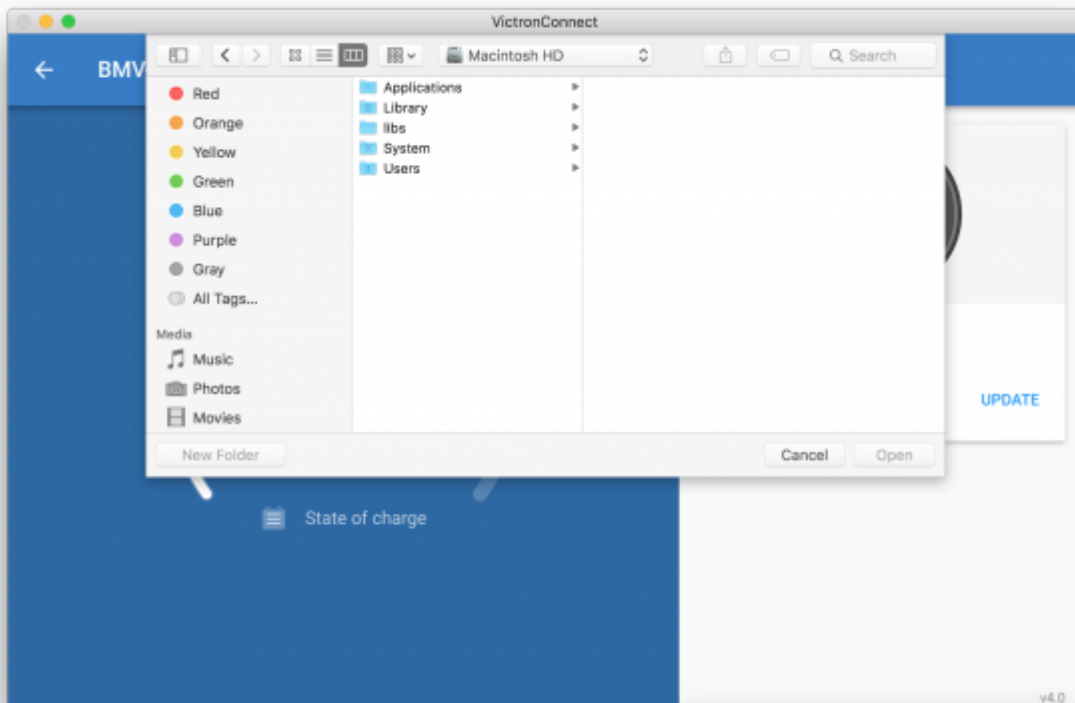 VictronConnect
BMV
Macintosh HD
Search
Red
Orange
Yellow
Green
Blue
Purple
Gray
All Tags...
Media
Music
Photos
Movies
Applications
Library
libs
System
Users
New Folder
Cancel
Open
UPDATE
State of charge
v4.0